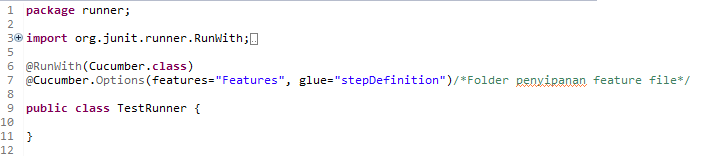 1 package runner;
2
3 import org.junit.runner.RunWith;
5
6 @RunWith(Cucumber.class)
7 @Cucumber.Options(features="Features", glue="stepDefinition")/*Folder penyipanan feature file*/
8
9 public class TestRunner {
10
11 }
12